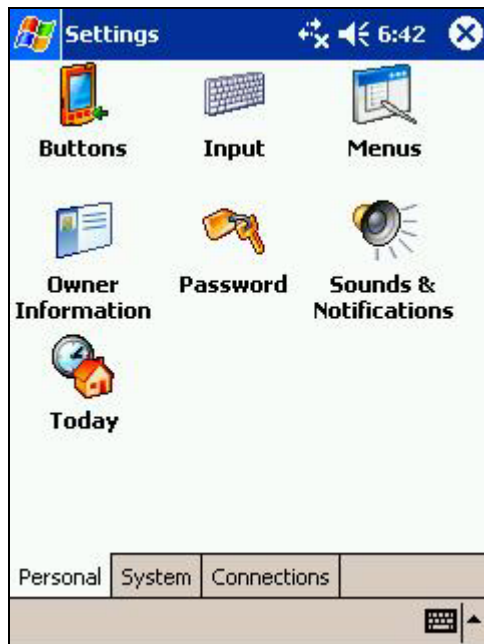 Settings 6:42
Buttons Input Menus
Owner Information Password Sounds & Notifications
Today
Personal System Connections